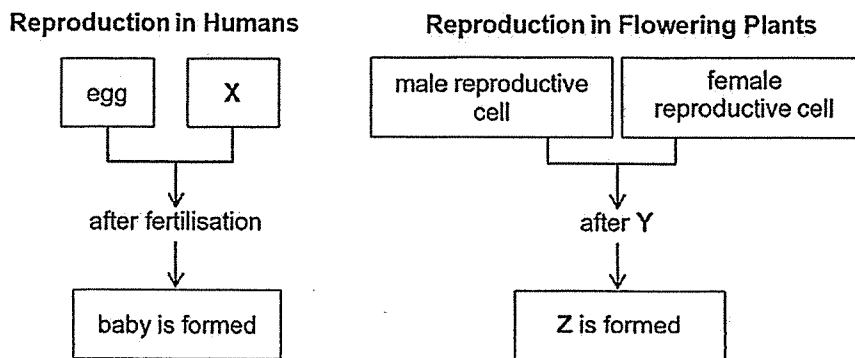 Reproduction in Humans
egg
X
after fertilisation
baby is formed
Reproduction in Flowering Plants
male reproductive
cell
female
reproductive cell
after Y
Z is formed